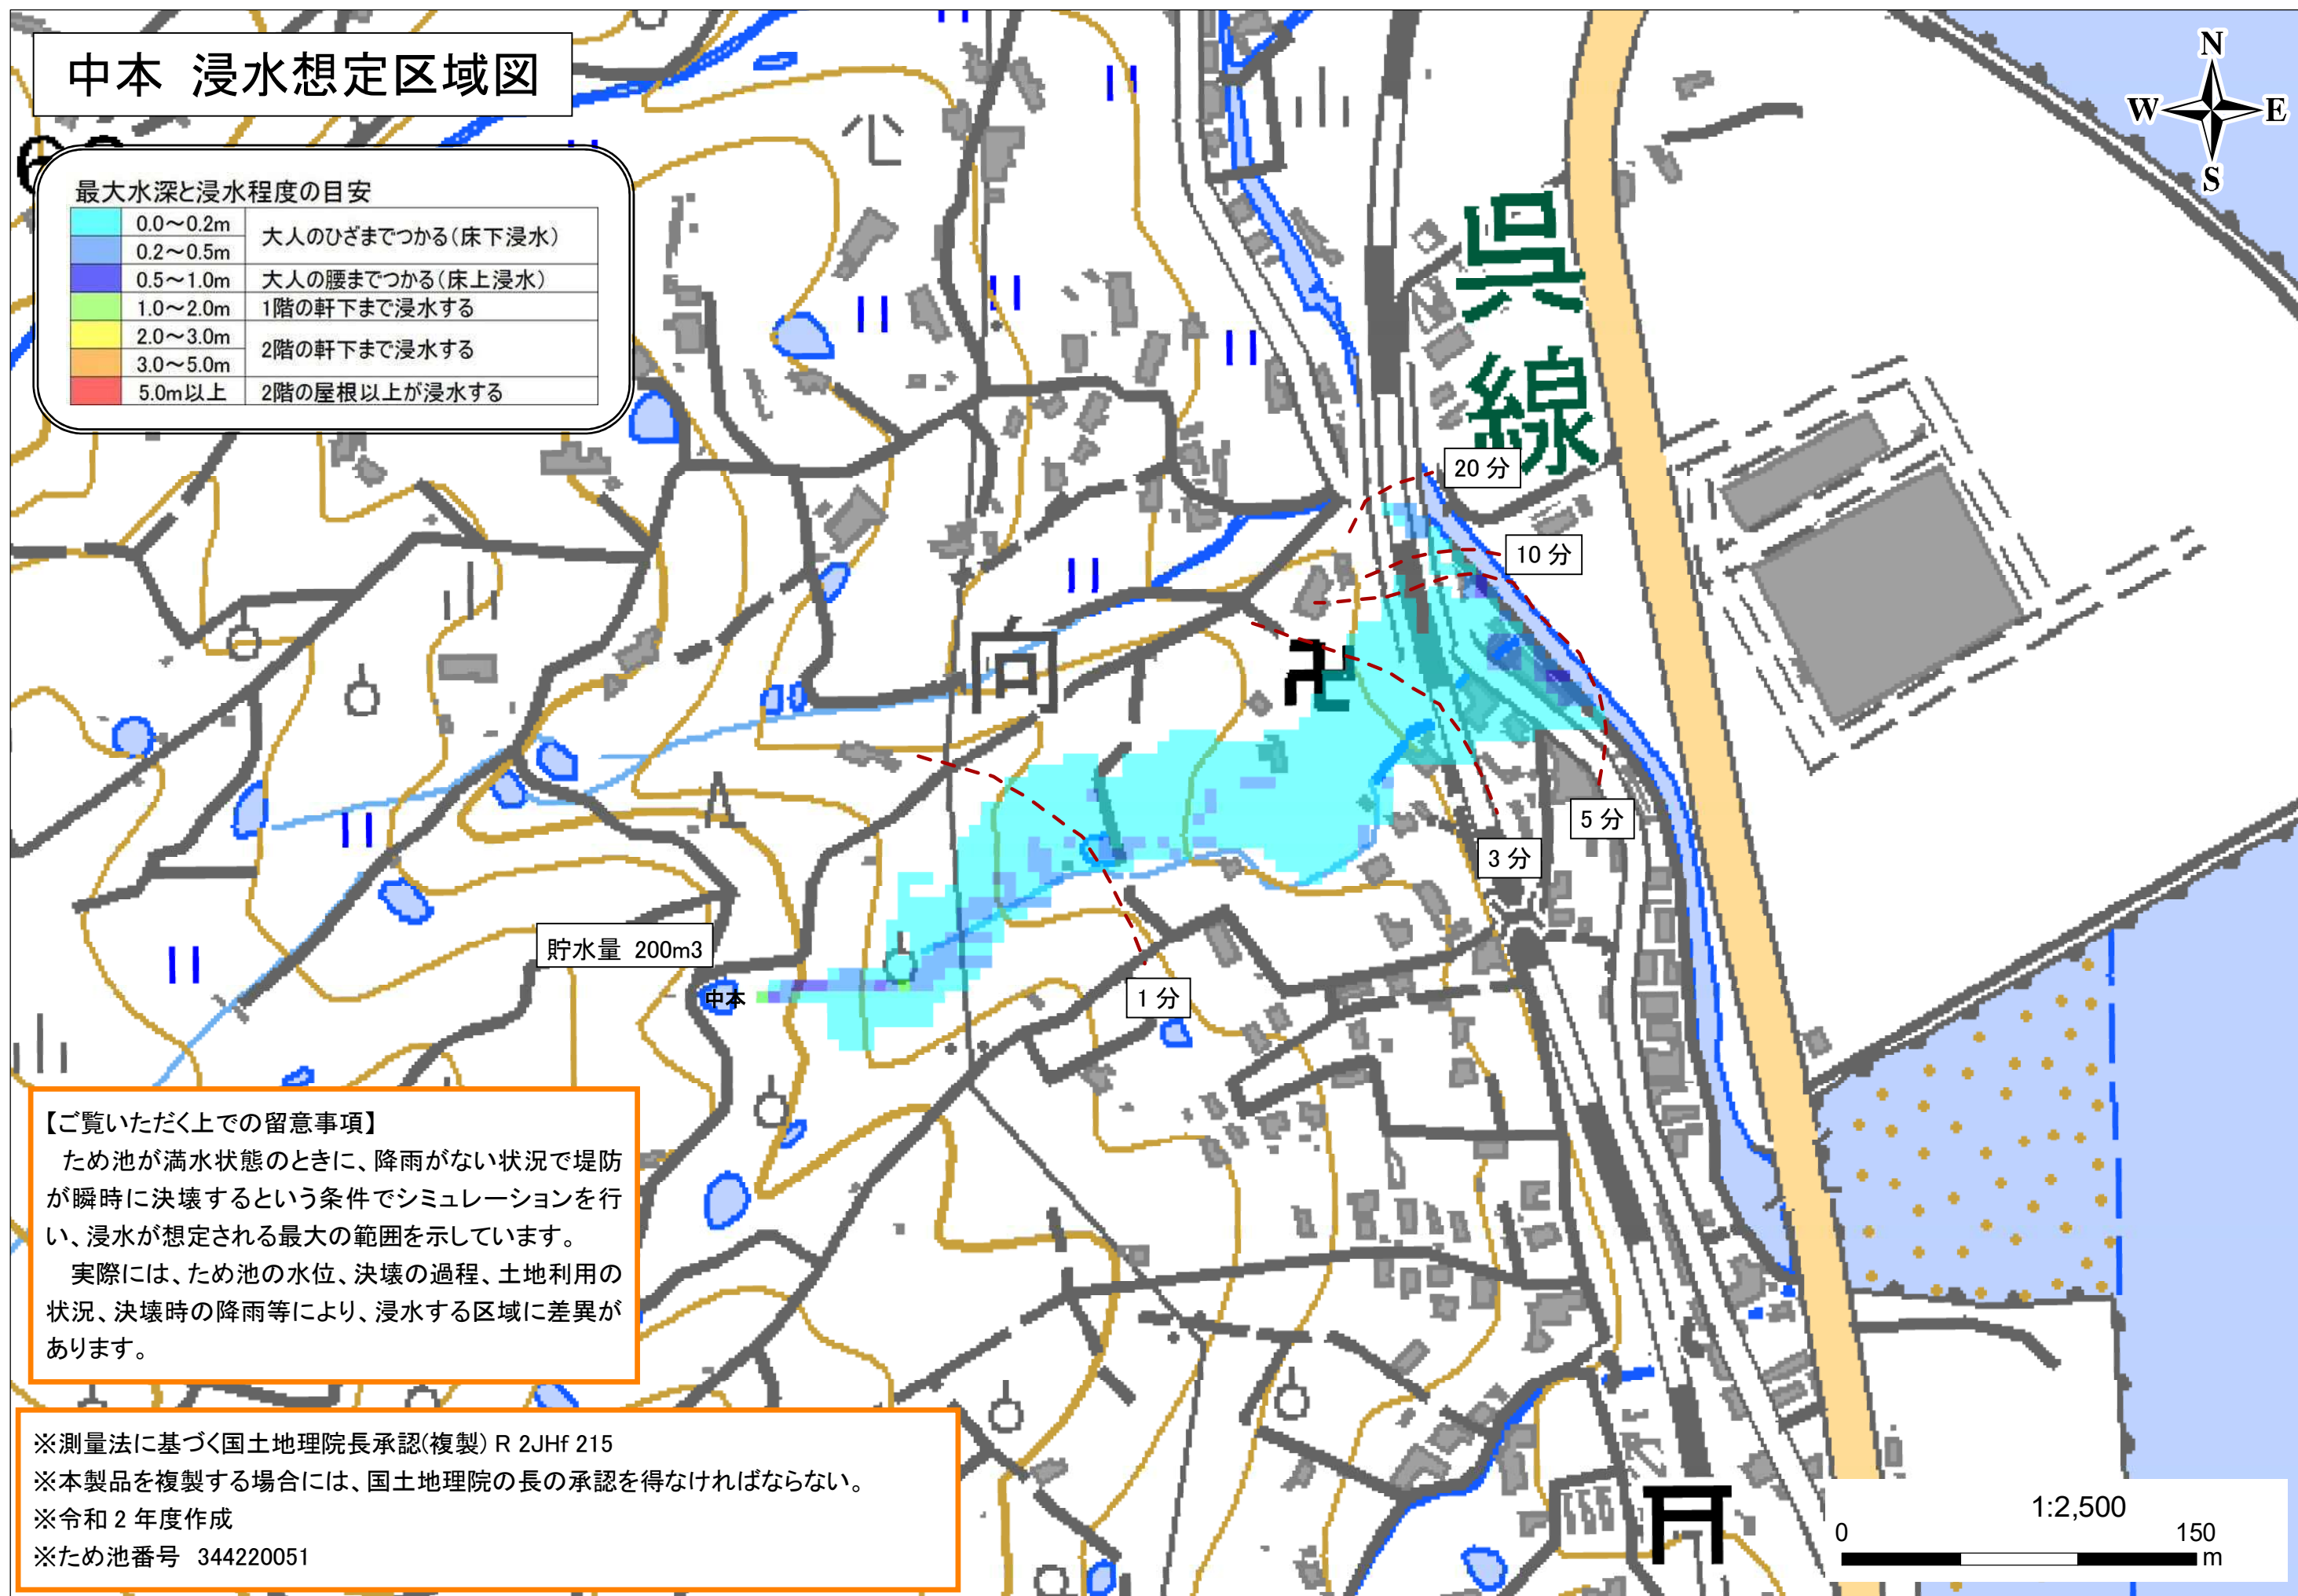 中本 浸水想定区域図
N
W
E
S
最大水深と浸水程度の目安
0.0～0.2m
大人のひざまでつかる(床下浸水)
0.2～0.5m
0.5～1.0m 大人の腰までつかる(床上浸水)
1.0～2.0m 1階の軒下まで浸水する
2.0～3.0m
2階の軒下まで浸水する
3.0～5.0m
5.0m以上 2階の屋根以上が浸水する
呉線
20 分
10 分
5 分
3 分
1 分
貯水量 200m3
中本
【ご覧いただく上での留意事項】
ため池が満水状態のときに、降雨がない状況で堤防
が瞬時に決壊するという条件でシミュレーションを行
い、浸水が想定される最大の範囲を示しています。
実際には、ため池の水位、決壊の過程、土地利用の
状況、決壊時の降雨等により、浸水する区域に差異が
あります。
※測量法に基づく国土地理院長承認(複製) R 2JHf 215
※本製品を複製する場合には、国土地理院の長の承認を得なければならない。
※令和 2 年度作成
※ため池番号 344220051
1:2,500
0 150
m